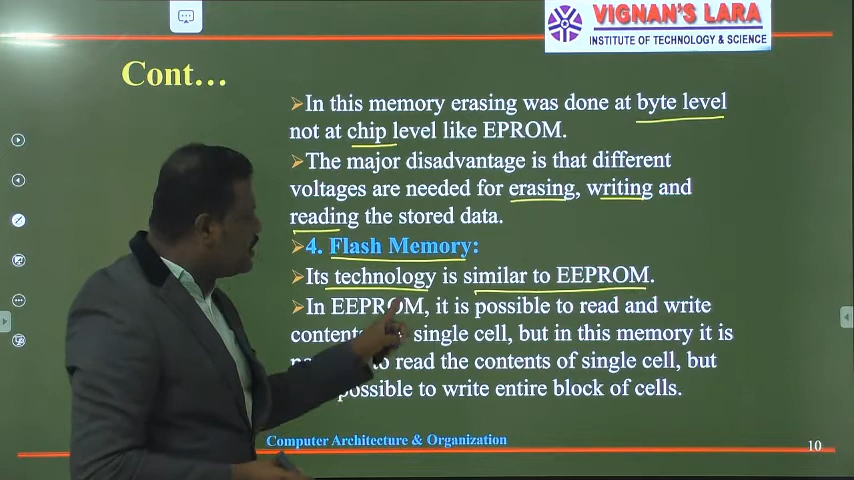 VIGNAN'S LARA
INSTITUTE OF TECHNOLOGY & SCIENCE
Cont…
➢In this memory erasing was done at byte level
not at chip level like EPROM.
➢The major disadvantage is that different
voltages are needed for erasing, writing and
reading the stored data.
➢4. Flash Memory:
➢Its technology is similar to EEPROM.
➢In EEPROM, it is possible to read and write
single cell, but in this memory it is
to read the contents of single cell, but
possible to write entire block of cells.
Computer Architecture & Organization
10